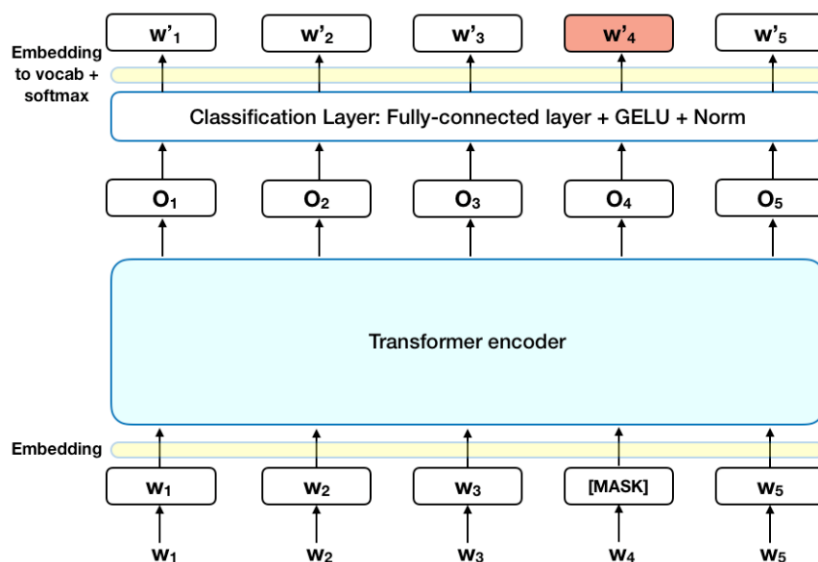 w'₁ w'₂ w'₃ w'₄ w'₅
Embedding
to vocab +
softmax
Classification Layer: Fully-connected layer + GELU + Norm
O₁ O₂ O₃ O₄ O₅
Transformer encoder
Embedding
w₁ w₂ w₃ [MASK] w₅
w₁ w₂ w₃ w₄ w₅